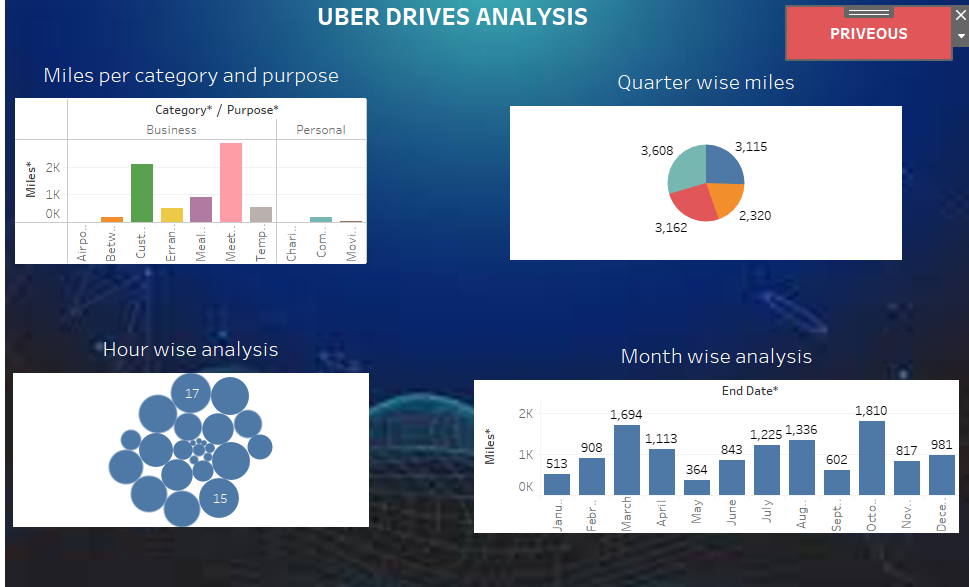 UBER DRIVES ANALYSIS
PRIVEOUS
Miles per category and purpose
Category* / Purpose*
Business
Personal
Miles*
2K
1K
0K
Airpo..
Betw..
Cust..
Erran..
Meal..
Meet..
Temp..
Chari..
Com..
Movi..
Quarter wise miles
3,608
3,115
3,162
2,320
Hour wise analysis
17
15
Month wise analysis
End Date*
Miles*
2K
1K
0K
513
908
1,694
1,113
364
843
1,225
1,336
602
1,810
817
981
Janu..
Febr..
March
April
May
June
July
Aug..
Sept..
Octo..
Nov..
Dece..